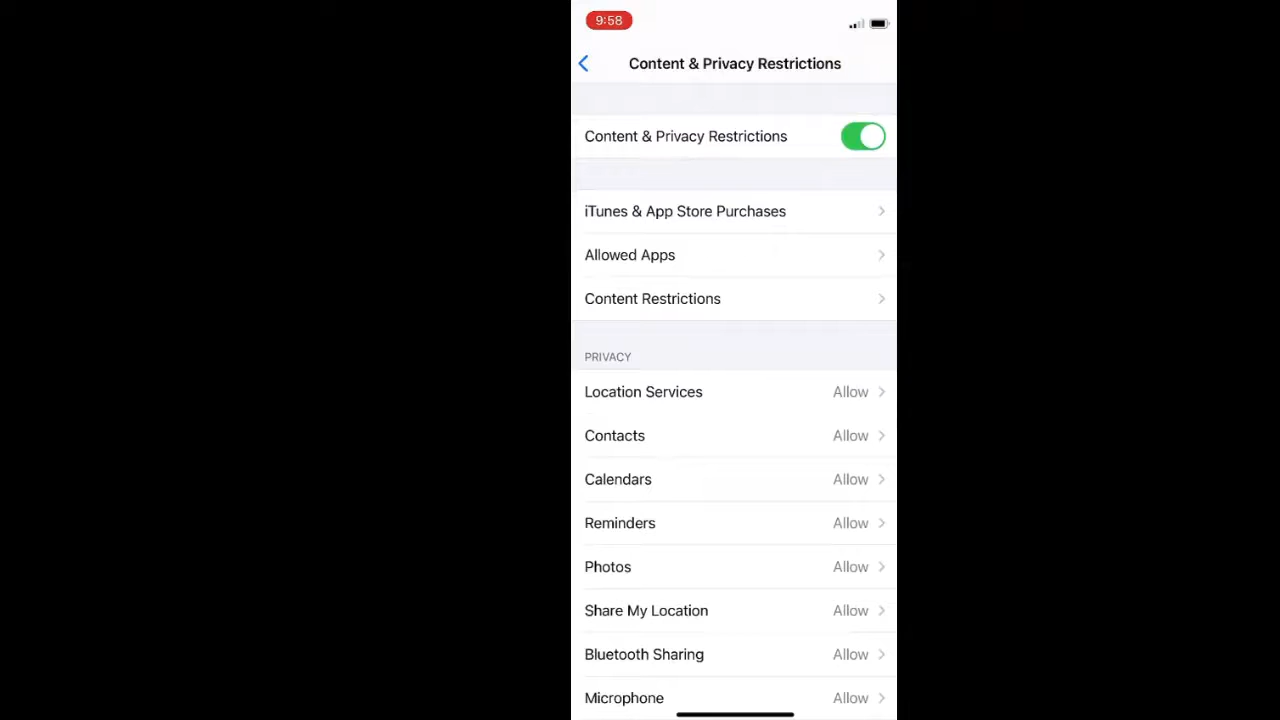 9:58
Content & Privacy Restrictions
Content & Privacy Restrictions
iTunes & App Store Purchases
Allowed Apps
Content Restrictions
PRIVACY
Location Services Allow
Contacts Allow
Calendars Allow
Reminders Allow
Photos Allow
Share My Location Allow
Bluetooth Sharing Allow
Microphone Allow